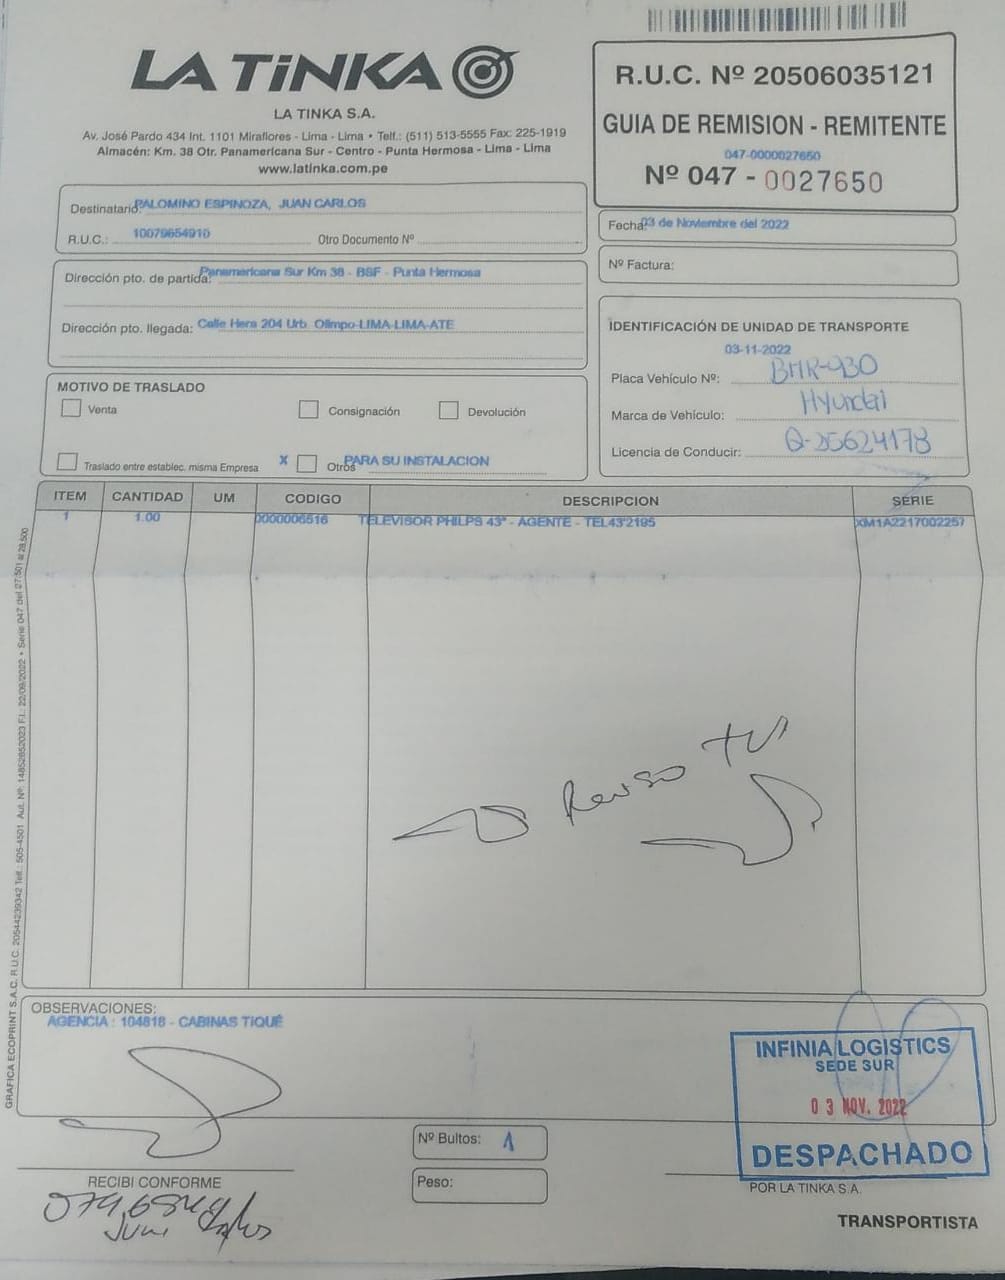 LA TiNKA
LA TINKA S.A.
Av. José Pardo 434 Int. 1101 Miraflores - Lima - Lima • Telf.: (511) 513-5555 Fax: 225-1919
Almacén: Km. 38 Otr. Panamericana Sur - Centro - Punta Hermosa - Lima - Lima
www.latinka.com.pe
R.U.C. Nº 20506035121
GUIA DE REMISION - REMITENTE
047-0000027650
Nº 047 - 0027650
Destinatario: PALOMINO ESPINOZA, JUAN CARLOS
R.U.C.: 10079654910 Otro Documento Nº
Fecha: 03 de Noviembre del 2022
Nº Factura:
Dirección pto. de partida: Panamericana Sur Km 38 - BSF - Punta Hermosa
Dirección pto. llegada: Calle Hera 204 Urb. Olimpo-LIMA-LIMA-ATE
IDENTIFICACIÓN DE UNIDAD DE TRANSPORTE
03-11-2022
Placa Vehículo Nº: BHR-930
Marca de Vehículo: Hyundai
Licencia de Conducir: Q-25624178
MOTIVO DE TRASLADO
Venta Consignación Devolución
Traslado entre establec. misma Empresa X Otros PARA SU INSTALACION
ITEM CANTIDAD UM CODIGO DESCRIPCION SERIE
1 1.00 0000006516 TELEVISOR PHILPS 43" - AGENTE - TEL43'2195 XM1A2217002257
Reviso TV
GRAFICA ECOPRINT S.A.C. R.U.C. 20544239342 Telf.: 505-4501 Aut. Nº: 14852852023 F.I.: 22/09/2022 • Serie 047 del 27,501 al 28,500
OBSERVACIONES:
AGENCIA : 104818 - CABINAS TIQUÉ
INFINIA LOGISTICS
SEDE SUR
0 3 NOV. 2022
DESPACHADO
Nº Bultos: 1
Peso:
RECIBI CONFORME
POR LA TINKA S.A.
Juan Carlos
TRANSPORTISTA